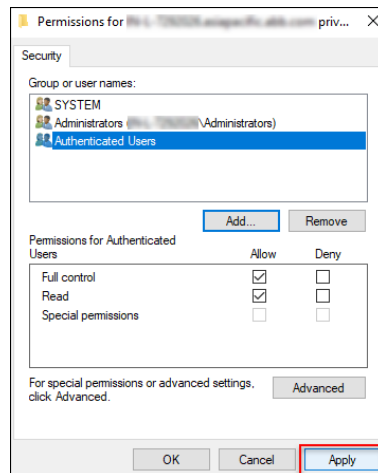 Permissions for priv...
Security
Group or user names:
SYSTEM
Administrators ( \Administrators)
Authenticated Users
Add... Remove
Permissions for Authenticated
Users Allow Deny
Full control
Read
Special permissions
For special permissions or advanced settings,
click Advanced.
Advanced
OK Cancel Apply